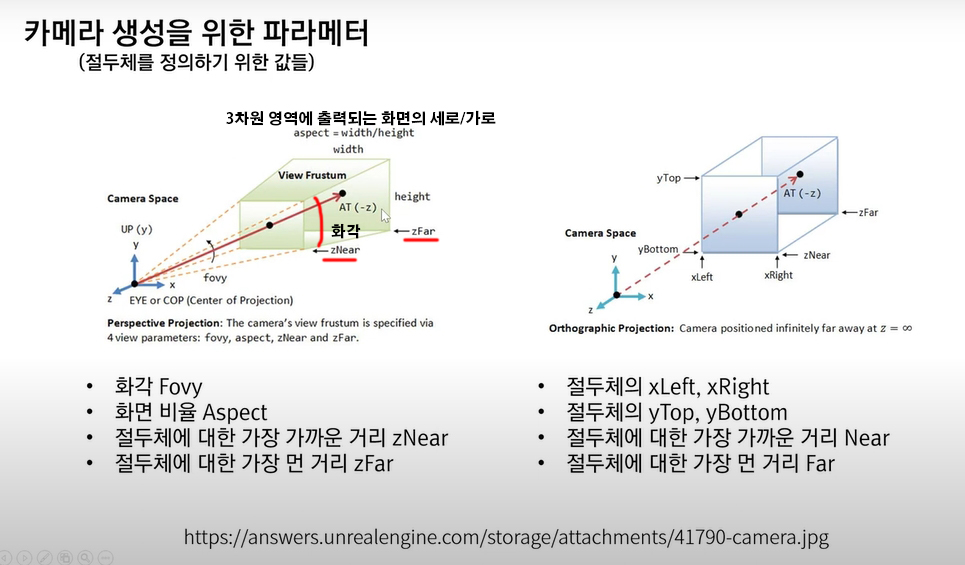 카메라 생성을 위한 파라메터
(절두체를 정의하기 위한 값들)
3차원 영역에 출력되는 화면의 세로/가로
aspect = width/height
width
View Frustum
Camera Space
height
AT (-z)
UP (y)
y
화각
zFar
zNear
fovy
x
z
EYE or COP (Center of Projection)
Perspective Projection: The camera's view frustum is specified via
4 view parameters: fovy, aspect, zNear and zFar.
yTop
AT (-z)
zFar
Camera Space
yBottom
zNear
y
xLeft
xRight
x
z
Orthographic Projection: Camera positioned infinitely far away at z = ∞
• 화각 Fovy
• 화면 비율 Aspect
• 절두체에 대한 가장 가까운 거리 zNear
• 절두체에 대한 가장 먼 거리 zFar
• 절두체의 xLeft, xRight
• 절두체의 yTop, yBottom
• 절두체에 대한 가장 가까운 거리 Near
• 절두체에 대한 가장 먼 거리 Far
https://answers.unrealengine.com/storage/attachments/41790-camera.jpg